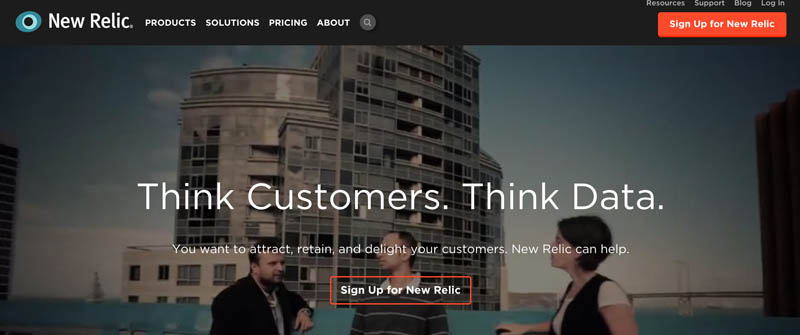 Resources Support Blog Log In
New Relic. PRODUCTS SOLUTIONS PRICING ABOUT Sign Up for New Relic
Think Customers. Think Data.
You want to attract, retain, and delight your customers. New Relic can help.
Sign Up for New Relic